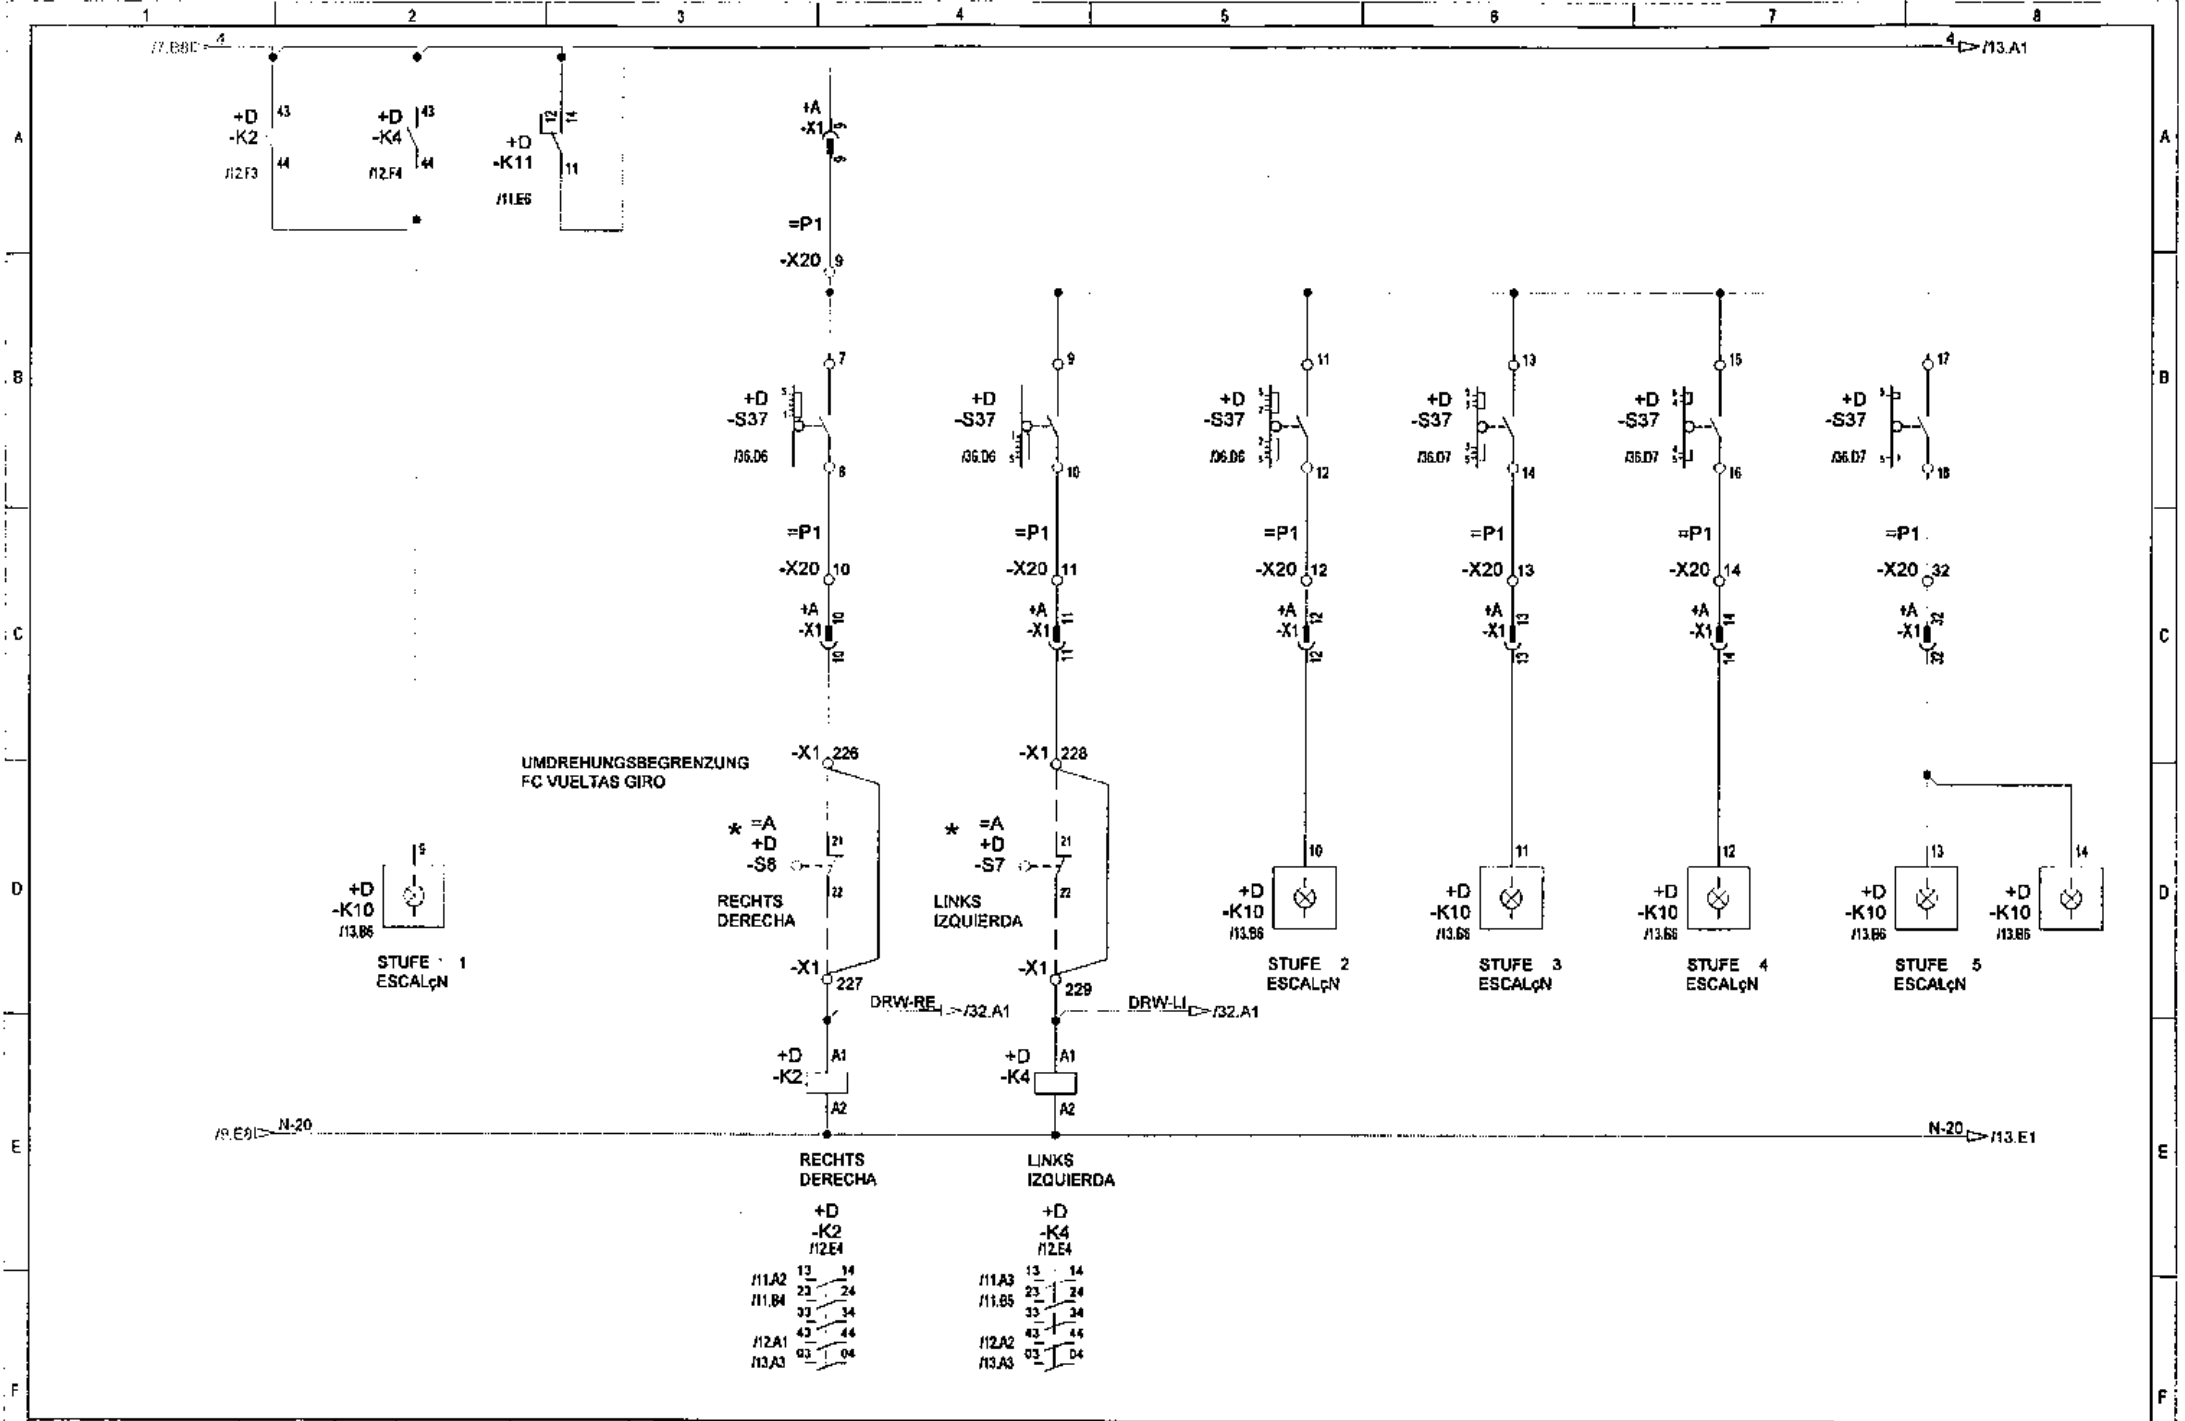 1 2 3 4 5 6 7 8
4
4 /13.A1
A A
+D 43
-K2
/12.F3 44
+D 43
-K4
/12.F4 44
12 14
+D
-K11 11
/11.E6
+A
-X1 9
9
=P1
-X20 9
B B
7 9 11 13 15 17
+D +D +D +D +D +D
-S37 -S37 -S37 -S37 -S37 -S37
/36.D6 /36.D6 /36.D6 /36.D7 /36.D7 /36.D7
8 10 12 14 16 18
=P1 =P1 =P1 =P1 =P1 =P1
-X20 10 -X20 11 -X20 12 -X20 13 -X20 14 -X20 32
+A +A +A +A +A +A
-X1 10 -X1 11 -X1 12 -X1 13 -X1 14 -X1 32
10 11 12 13 14 32
C C
-X1 226 -X1 228
UMDREHUNGSBEGRENZUNG
FC VUELTAS GIRO
* =A * =A
+D 21 +D 21
-S6 -S7
22 22
RECHTS LINKS
DERECHA IZQUIERDA
D D
9 10 11 12 13 14
+D +D +D +D +D +D
-K10 -K10 -K10 -K10 -K10 -K10
/13.B6 /13.B6 /13.B6 /13.B6 /13.B6 /13.B6
STUFE 1 STUFE 2 STUFE 3 STUFE 4 STUFE 5
ESCALçN ESCALçN ESCALçN ESCALçN ESCALçN
-X1 -X1
227 229
DRW-RE /32.A1 DRW-LI /32.A1
+D A1 +D A1
-K2 -K4
A2 A2
N-20 N-20 /13.E1
E E
RECHTS LINKS
DERECHA IZQUIERDA
+D +D
-K2 -K4
/12.E4 /12.E4
/11.A2 13 14 /11.A3 13 14
/11.B4 23 24 /11.B5 23 24
33 34 33 34
/12.A1 43 44 /12.A2 43 44
/13.A3 03 04 /13.A3 03 04
F F